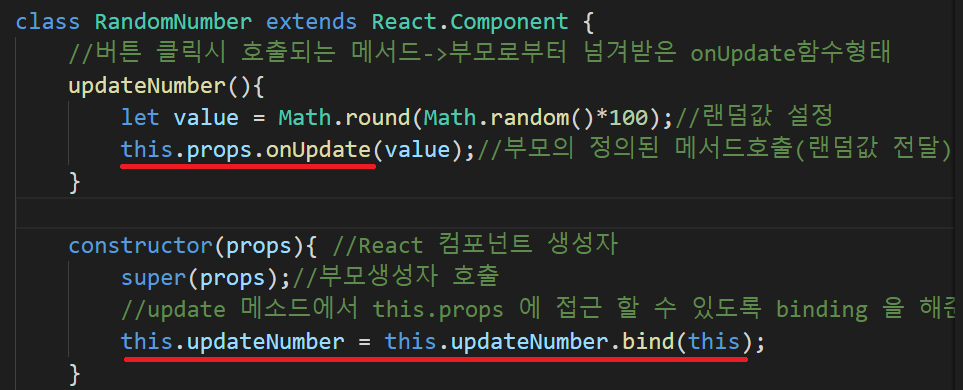 class RandomNumber extends React.Component {
//버튼 클릭시 호출되는 메서드->부모로부터 넘겨받은 onUpdate함수형태
updateNumber(){
let value = Math.round(Math.random()*100);//랜덤값 설정
this.props.onUpdate(value);//부모의 정의된 메서드호출(랜덤값 전달)
}
constructor(props){ //React 컴포넌트 생성자
super(props);//부모생성자 호출
//update 메소드에서 this.props 에 접근 할 수 있도록 binding 을 해준
this.updateNumber = this.updateNumber.bind(this);
}